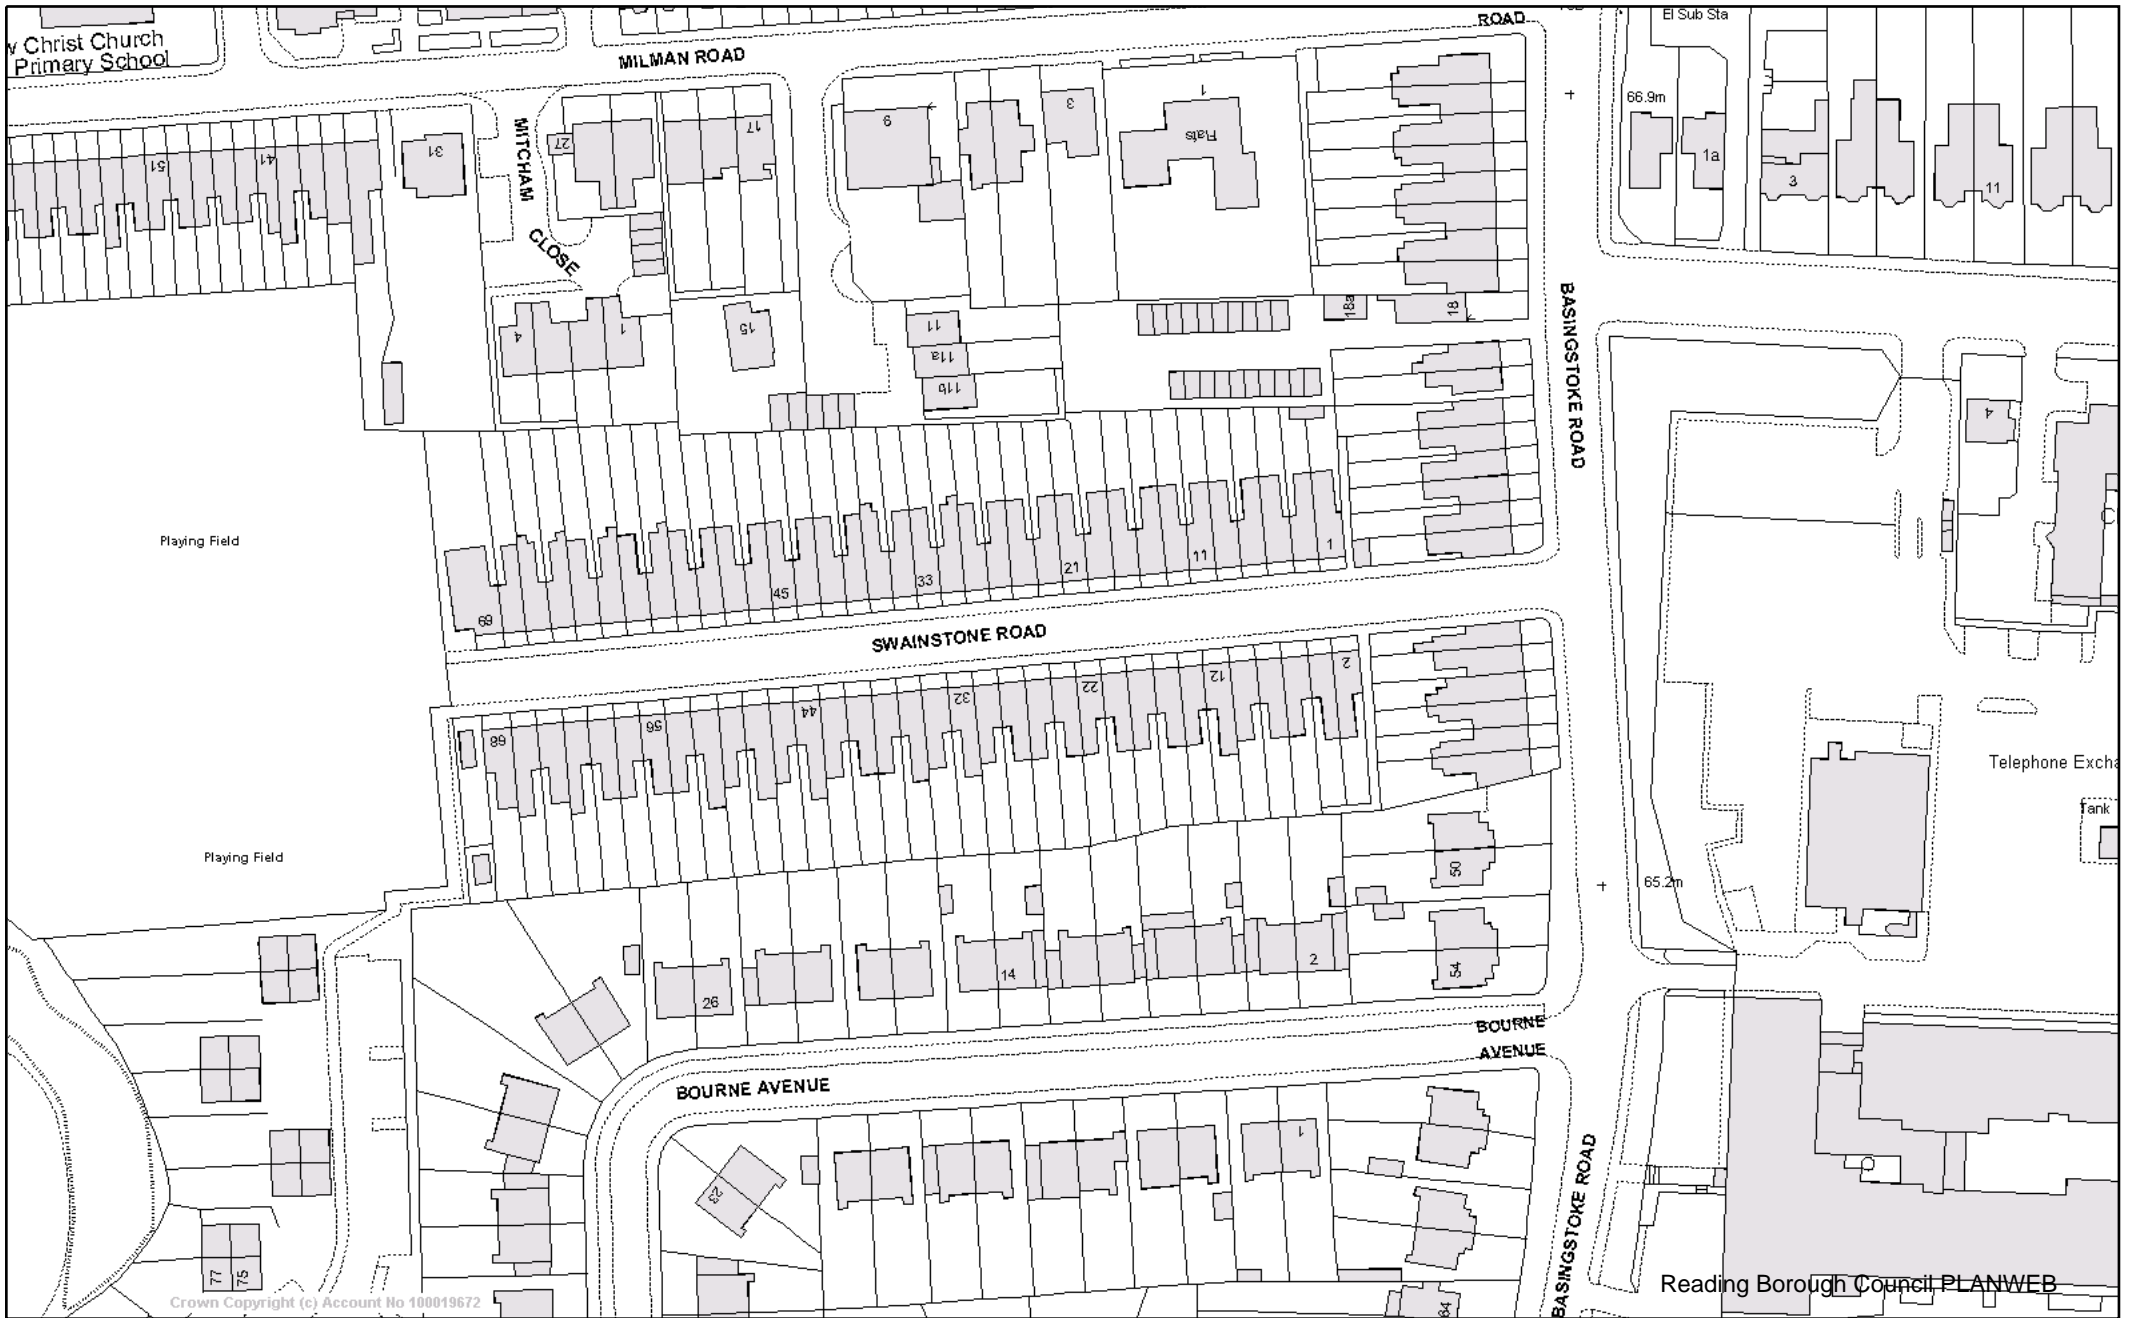 ROAD
El Sub Sta
w Christ Church
Primary School
MILMAN ROAD
66.9m
1
3
9
17
27
31
41
51
MITCHAM
CLOSE
1a
3
11
18a
18
11
11a
11b
15
1
4
4
BASINGSTOKE ROAD
Flats
Playing Field
1
11
21
33
45
69
SWAINSTONE ROAD
2
12
22
32
44
56
68
Telephone Excha
Tank
Playing Field
50
65.2m
54
2
14
26
BOURNE
AVENUE
BOURNE AVENUE
1
23
BASINGSTOKE ROAD
77
75
64
Reading Borough Council PLANWEB
Crown Copyright (c) Account No 100019672